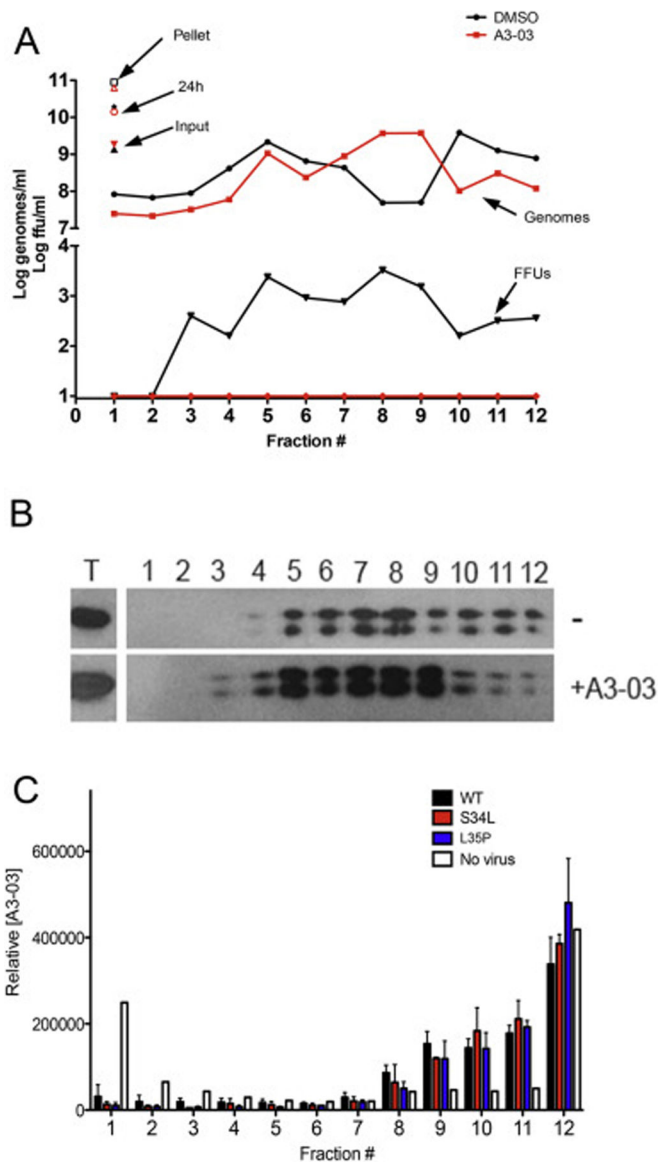 A
DMSO
A3-03
Pellet
24h
Input
Genomes
FFUs
Log genomes/ml
Log ffu/ml
11
10
9
8
7
4
3
2
1
0 1 2 3 4 5 6 7 8 9 10 11 12
Fraction #
B
T 1 2 3 4 5 6 7 8 9 10 11 12
-
+A3-03
C
WT
S34L
L35P
No virus
Relative [A3-03]
600000
400000
200000
0
1 2 3 4 5 6 7 8 9 10 11 12
Fraction #